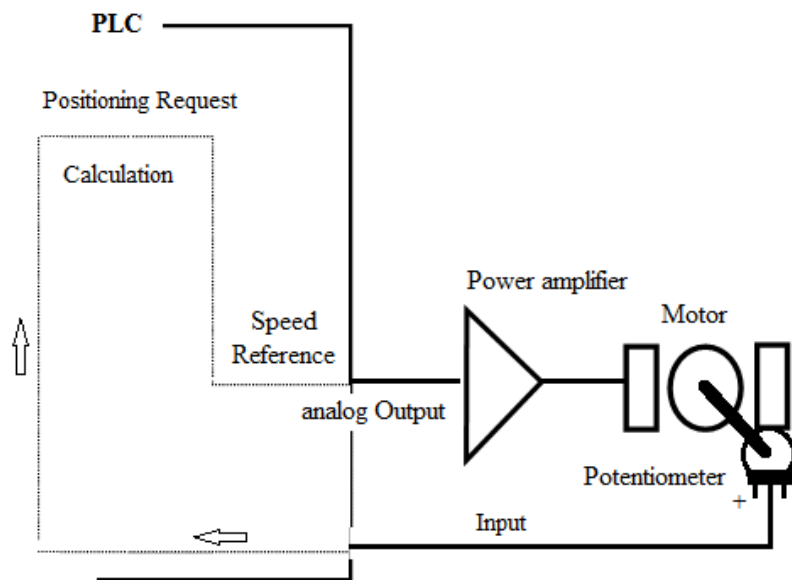 PLC
Positioning Request
Calculation
Power amplifier
Speed
Reference
Motor
analog Output
Potentiometer
+
Input